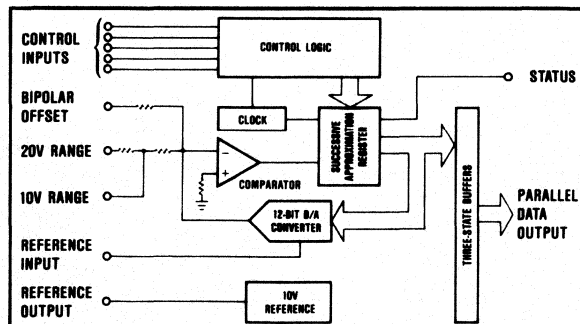 CONTROL
INPUTS
CONTROL LOGIC
STATUS
BIPOLAR
OFFSET
CLOCK
SUCCESSIVE
APPROXIMATION
REGISTER
20V RANGE
-
+
COMPARATOR
10V RANGE
12-BIT D/A
CONVERTER
THREE-STATE BUFFERS
PARALLEL
DATA
OUTPUT
REFERENCE
INPUT
REFERENCE
OUTPUT
10V
REFERENCE